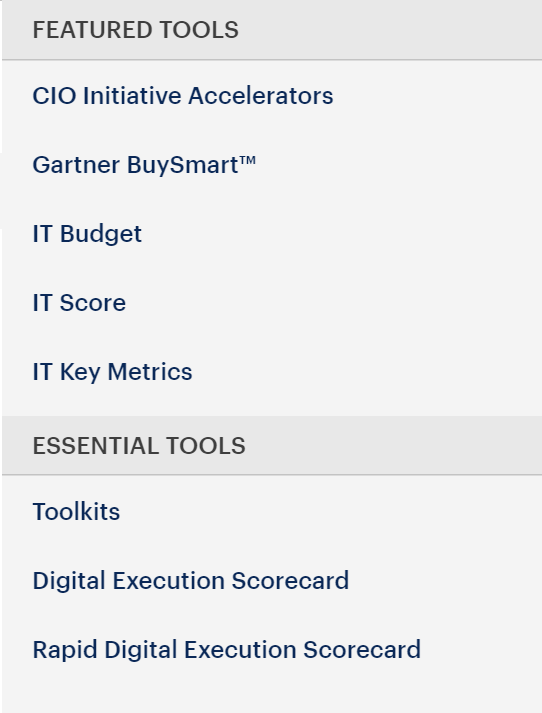 FEATURED TOOLS
CIO Initiative Accelerators
Gartner BuySmart™
IT Budget
IT Score
IT Key Metrics
ESSENTIAL TOOLS
Toolkits
Digital Execution Scorecard
Rapid Digital Execution Scorecard